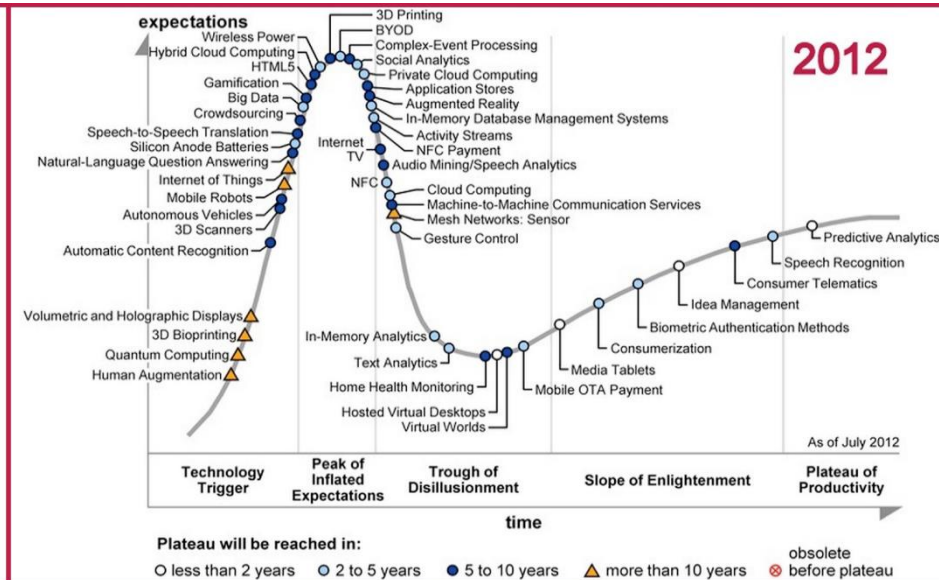 expectations
2012
3D Printing
BYOD
Wireless Power
Complex-Event Processing
Hybrid Cloud Computing
Social Analytics
HTML5
Private Cloud Computing
Gamification
Application Stores
Big Data
Augmented Reality
Crowdsourcing
In-Memory Database Management Systems
Speech-to-Speech Translation
Activity Streams
Silicon Anode Batteries
Internet
TV
NFC Payment
Natural-Language Question Answering
Audio Mining/Speech Analytics
Internet of Things
NFC
Mobile Robots
Cloud Computing
Autonomous Vehicles
Machine-to-Machine Communication Services
3D Scanners
Mesh Networks: Sensor
Automatic Content Recognition
Gesture Control
Predictive Analytics
Speech Recognition
Consumer Telematics
Idea Management
Volumetric and Holographic Displays
Biometric Authentication Methods
3D Bioprinting
In-Memory Analytics
Consumerization
Quantum Computing
Text Analytics
Media Tablets
Human Augmentation
Home Health Monitoring
Mobile OTA Payment
Hosted Virtual Desktops
Virtual Worlds
As of July 2012
Technology
Trigger
Peak of
Inflated
Expectations
Trough of
Disillusionment
Slope of Enlightenment
Plateau of
Productivity
time
Plateau will be reached in:
less than 2 years
2 to 5 years
5 to 10 years
more than 10 years
obsolete
before plateau